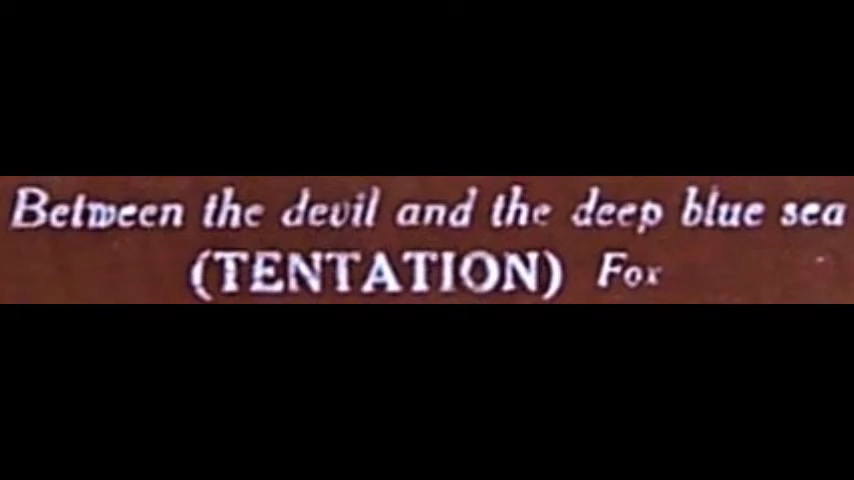 Between the devil and the deep blue sea
(TENTATION) Fox